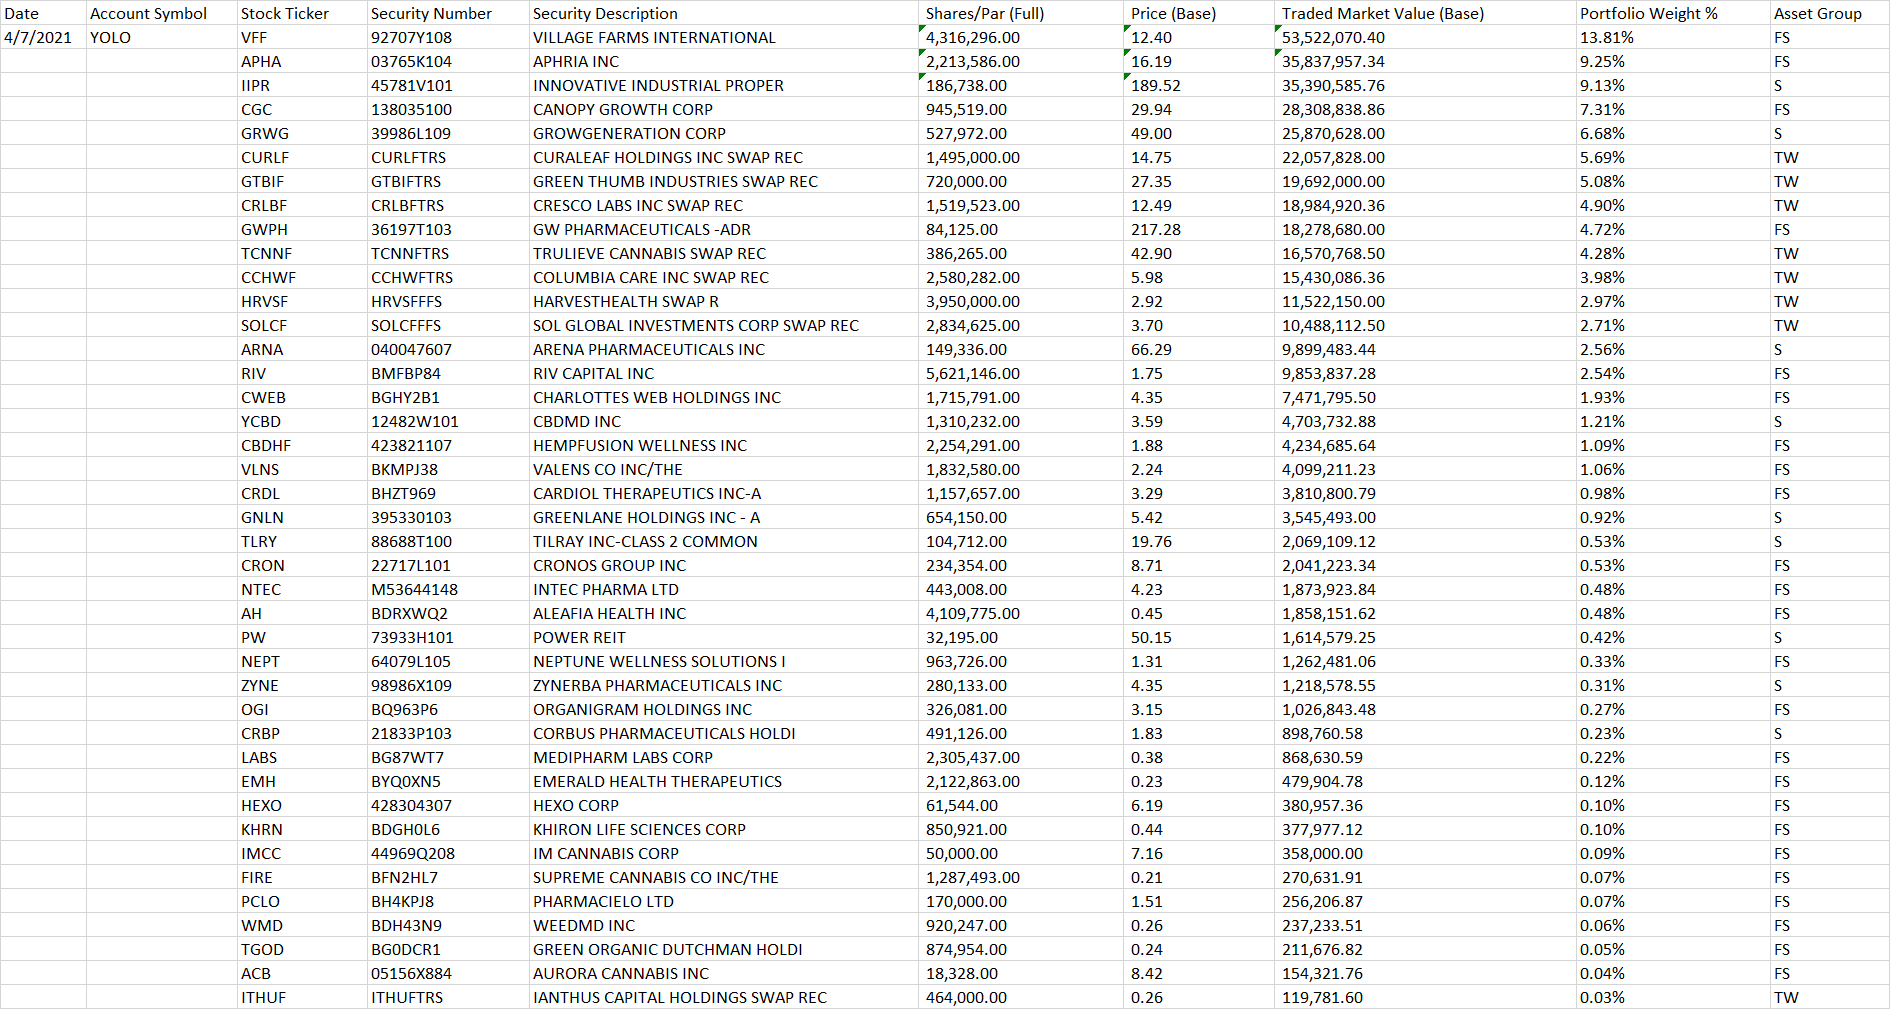 Date Account Symbol Stock Ticker Security Number Security Description Shares/Par (Full) Price (Base) Traded Market Value (Base) Portfolio Weight % Asset Group
4/7/2021 YOLO VFF 92707Y108 VILLAGE FARMS INTERNATIONAL 4,316,296.00 12.40 53,522,070.40 13.81% FS
APHA 03765K104 APHRIA INC 2,213,586.00 16.19 35,837,957.34 9.25% FS
IIPR 45781V101 INNOVATIVE INDUSTRIAL PROPER 186,738.00 189.52 35,390,585.76 9.13% S
CGC 138035100 CANOPY GROWTH CORP 945,519.00 29.94 28,308,838.86 7.31% FS
GRWG 39986L109 GROWGENERATION CORP 527,972.00 49.00 25,870,628.00 6.68% S
CURLF CURLFTRS CURALEAF HOLDINGS INC SWAP REC 1,495,000.00 14.75 22,057,828.00 5.69% TW
GTBIF GTBIFTRS GREEN THUMB INDUSTRIES SWAP REC 720,000.00 27.35 19,692,000.00 5.08% TW
CRLBF CRLBFTRS CRESCO LABS INC SWAP REC 1,519,523.00 12.49 18,984,920.36 4.90% TW
GWPH 36197T103 GW PHARMACEUTICALS -ADR 84,125.00 217.28 18,278,680.00 4.72% FS
TCNNF TCNNFTRS TRULIEVE CANNABIS SWAP REC 386,265.00 42.90 16,570,768.50 4.28% TW
CCHWF CCHWFTRS COLUMBIA CARE INC SWAP REC 2,580,282.00 5.98 15,430,086.36 3.98% TW
HRVSF HRVSFFFS HARVESTHEALTH SWAP R 3,950,000.00 2.92 11,522,150.00 2.97% TW
SOLCF SOLCFFFS SOL GLOBAL INVESTMENTS CORP SWAP REC 2,834,625.00 3.70 10,488,112.50 2.71% TW
ARNA 040047607 ARENA PHARMACEUTICALS INC 149,336.00 66.29 9,899,483.44 2.56% S
RIV BMFBP84 RIV CAPITAL INC 5,621,146.00 1.75 9,853,837.28 2.54% FS
CWEB BGHY2B1 CHARLOTTES WEB HOLDINGS INC 1,715,791.00 4.35 7,471,795.50 1.93% FS
YCBD 12482W101 CBDMD INC 1,310,232.00 3.59 4,703,732.88 1.21% S
CBDHF 423821107 HEMPFUSION WELLNESS INC 2,254,291.00 1.88 4,234,685.64 1.09% FS
VLNS BKMPJ38 VALENS CO INC/THE 1,832,580.00 2.24 4,099,211.23 1.06% FS
CRDL BHZT969 CARDIOL THERAPEUTICS INC-A 1,157,657.00 3.29 3,810,800.79 0.98% FS
GNLN 395330103 GREENLANE HOLDINGS INC - A 654,150.00 5.42 3,545,493.00 0.92% S
TLRY 88688T100 TILRAY INC-CLASS 2 COMMON 104,712.00 19.76 2,069,109.12 0.53% S
CRON 22717L101 CRONOS GROUP INC 234,354.00 8.71 2,041,223.34 0.53% FS
NTEC M53644148 INTEC PHARMA LTD 443,008.00 4.23 1,873,923.84 0.48% FS
AH BDRXWQ2 ALEAFIA HEALTH INC 4,109,775.00 0.45 1,858,151.62 0.48% FS
PW 73933H101 POWER REIT 32,195.00 50.15 1,614,579.25 0.42% S
NEPT 64079L105 NEPTUNE WELLNESS SOLUTIONS I 963,726.00 1.31 1,262,481.06 0.33% FS
ZYNE 98986X109 ZYNERBA PHARMACEUTICALS INC 280,133.00 4.35 1,218,578.55 0.31% S
OGI BQ963P6 ORGANIGRAM HOLDINGS INC 326,081.00 3.15 1,026,843.48 0.27% FS
CRBP 21833P103 CORBUS PHARMACEUTICALS HOLDI 491,126.00 1.83 898,760.58 0.23% S
LABS BG87WT7 MEDIPHARM LABS CORP 2,305,437.00 0.38 868,630.59 0.22% FS
EMH BYQ0XN5 EMERALD HEALTH THERAPEUTICS 2,122,863.00 0.23 479,904.78 0.12% FS
HEXO 428304307 HEXO CORP 61,544.00 6.19 380,957.36 0.10% FS
KHRN BDGH0L6 KHIRON LIFE SCIENCES CORP 850,921.00 0.44 377,977.12 0.10% FS
IMCC 44969Q208 IM CANNABIS CORP 50,000.00 7.16 358,000.00 0.09% FS
FIRE BFN2HL7 SUPREME CANNABIS CO INC/THE 1,287,493.00 0.21 270,631.91 0.07% FS
PCLO BH4KPJ8 PHARMACIELO LTD 170,000.00 1.51 256,206.87 0.07% FS
WMD BDH43N9 WEEDMD INC 920,247.00 0.26 237,233.51 0.06% FS
TGOD BG0DCR1 GREEN ORGANIC DUTCHMAN HOLDI 874,954.00 0.24 211,676.82 0.05% FS
ACB 05156X884 AURORA CANNABIS INC 18,328.00 8.42 154,321.76 0.04% FS
ITHUF ITHUFTRS IANTHUS CAPITAL HOLDINGS SWAP REC 464,000.00 0.26 119,781.60 0.03% TW